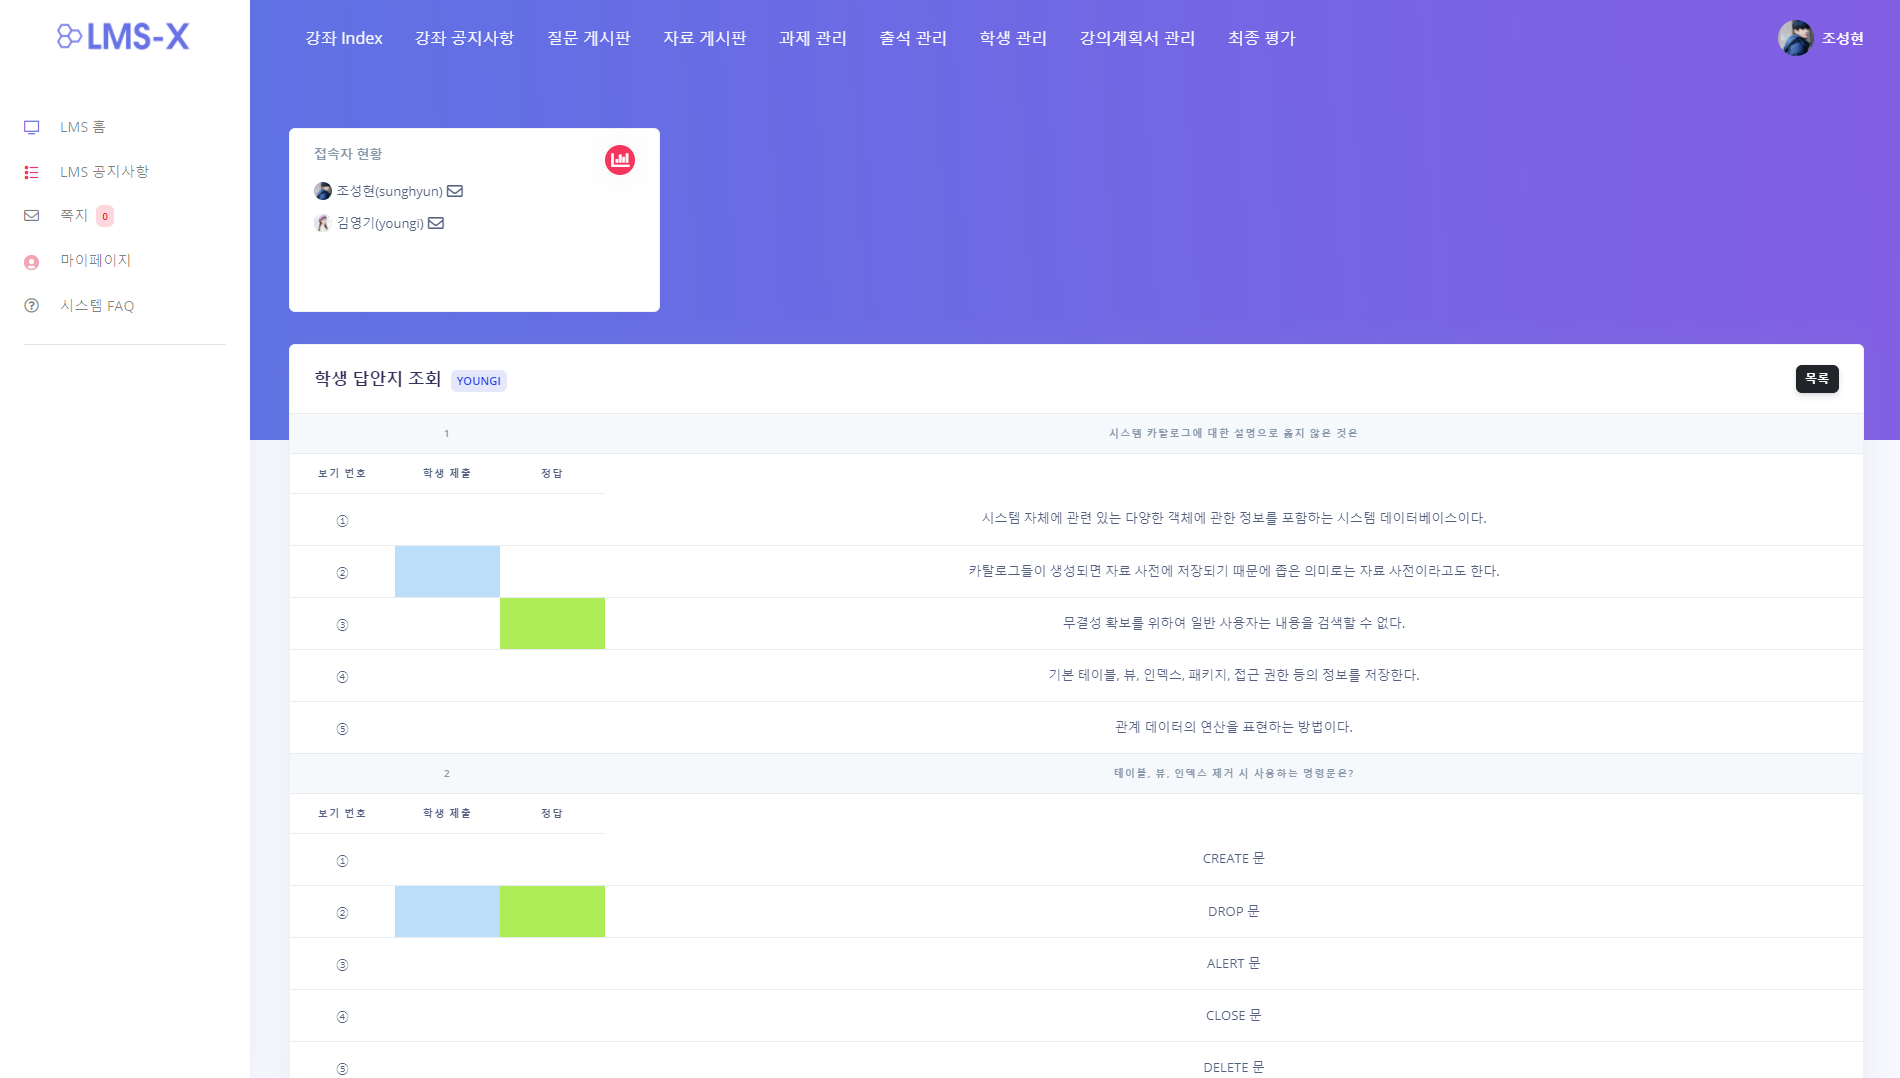 LMS-X
강좌 Index 강좌 공지사항 질문 게시판 자료 게시판 과제 관리 출석 관리 학생 관리 강의계획서 관리 최종 평가
조성현
LMS 홈
LMS 공지사항
쪽지 0
마이페이지
시스템 FAQ
접속자 현황
조성현(sunghyun)
김영기(youngi)
학생 답안지 조회 YOUNGI
목록
1 시스템 카탈로그에 대한 설명으로 옳지 않은 것은
보기 번호 학생 제출 정답
① 시스템 자체에 관련 있는 다양한 객체에 관한 정보를 포함하는 시스템 데이터베이스이다.
② 카탈로그들이 생성되면 자료 사전에 저장되기 때문에 좁은 의미로는 자료 사전이라고도 한다.
③ 무결성 확보를 위하여 일반 사용자는 내용을 검색할 수 없다.
④ 기본 테이블, 뷰, 인덱스, 패키지, 접근 권한 등의 정보를 저장한다.
⑤ 관계 데이터의 연산을 표현하는 방법이다.
2 테이블, 뷰, 인덱스 제거 시 사용하는 명령문은?
보기 번호 학생 제출 정답
① CREATE 문
② DROP 문
③ ALERT 문
④ CLOSE 문
⑤ DELETE 문